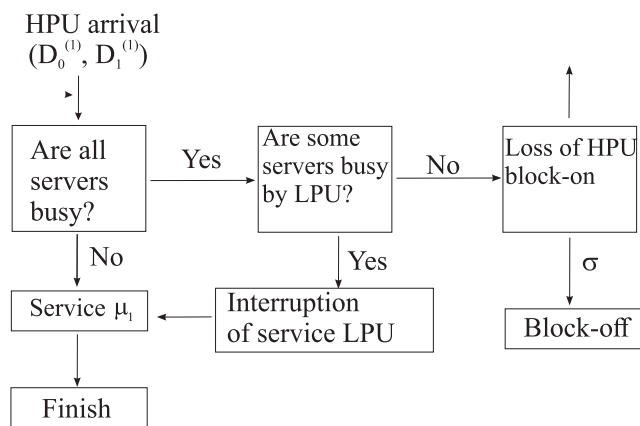 HPU arrival
(D₀⁽¹⁾, D₁⁽¹⁾)
Are all
servers
busy?
Yes
Are some
servers busy
by LPU?
No
Loss of HPU
block-on
No
Yes
σ
Service μ₁
Interruption
of service LPU
Block-off
Finish